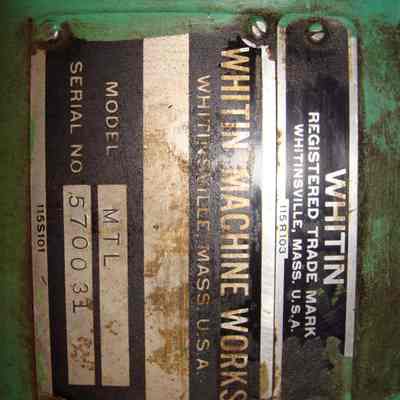 WHITIN
REGISTERED TRADE MARK
WHITINSVILLE, MASS. U.S.A.
115R103
WHITIN MACHINE WORKS
WHITINSVILLE, MASS. U.S.A.
MODEL MTL
SERIAL NO 570031
115S101